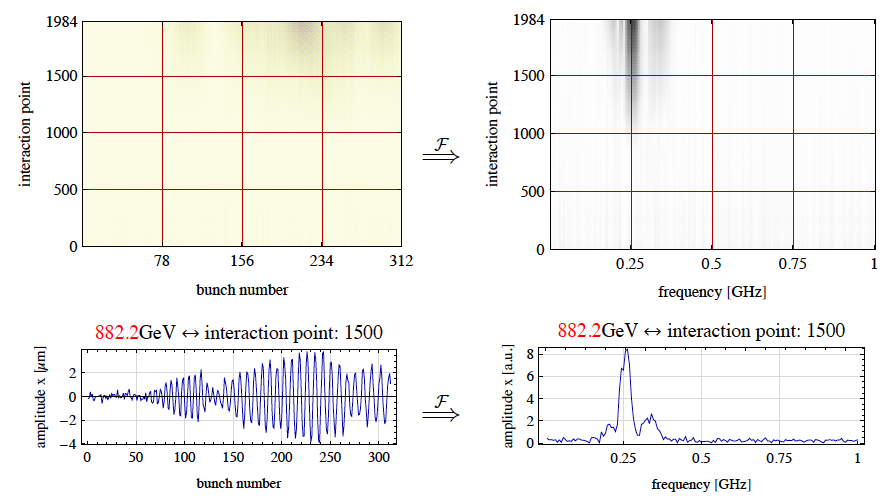 1984
1500
1000
500
0
interaction point
78 156 234 312
bunch number
ℱ
⟹
1984
1500
1000
500
0
interaction point
0.25 0.5 0.75 1
frequency [GHz]
882.2GeV ↔ interaction point: 1500
amplitude x [μm]
2
0
−2
−4
0 50 100 150 200 250 300
bunch number
ℱ
⟹
882.2GeV ↔ interaction point: 1500
amplitude x [a.u.]
8
6
4
2
0
0.25 0.5 0.75 1
frequency [GHz]